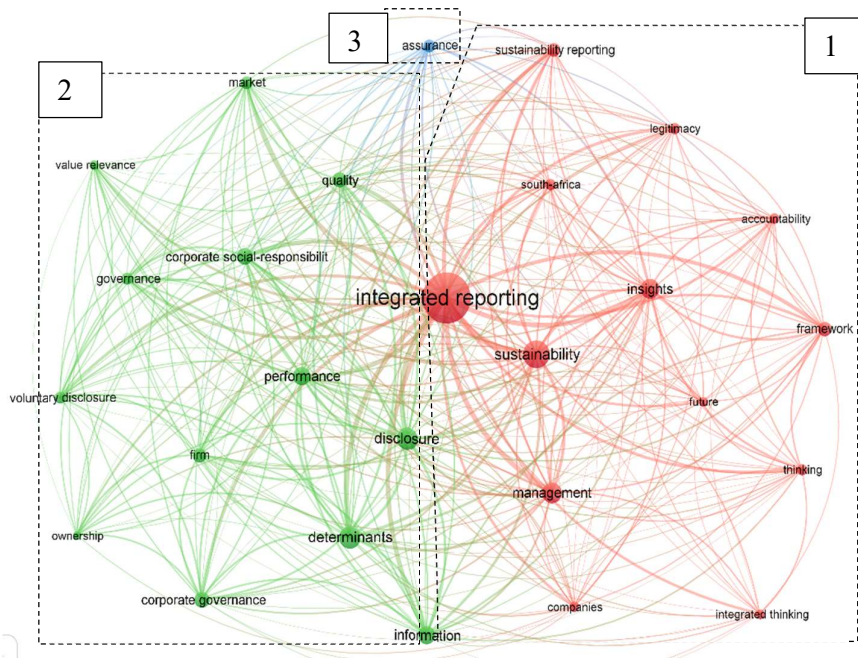 3
assurance
sustainability reporting
1
2
market
legitimacy
value relevance
quality
south-africa
accountability
corporate social-responsibilit
governance
insights
integrated reporting
framework
sustainability
performance
voluntary disclosure
future
disclosure
firm
thinking
management
ownership
determinants
corporate governance
companies
integrated thinking
information